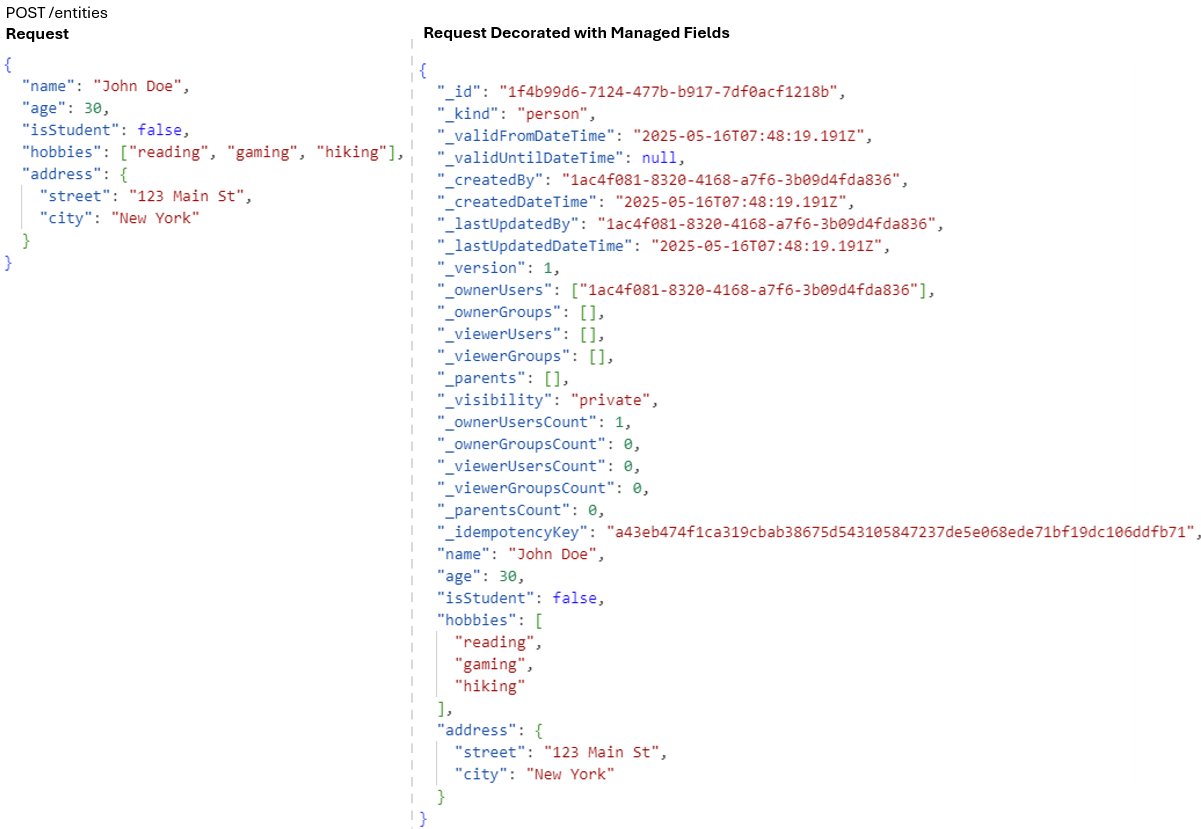 POST /entities
Request
{
"name": "John Doe",
"age": 30,
"isStudent": false,
"hobbies": ["reading", "gaming", "hiking"],
"address": {
"street": "123 Main St",
"city": "New York"
}
}
Request Decorated with Managed Fields
{
"_id": "1f4b99d6-7124-477b-b917-7df0acf1218b",
"_kind": "person",
"_validFromDateTime": "2025-05-16T07:48:19.191Z",
"_validUntilDateTime": null,
"_createdBy": "1ac4f081-8320-4168-a7f6-3b09d4fda836",
"_createdDateTime": "2025-05-16T07:48:19.191Z",
"_lastUpdatedBy": "1ac4f081-8320-4168-a7f6-3b09d4fda836",
"_lastUpdatedDateTime": "2025-05-16T07:48:19.191Z",
"_version": 1,
"_ownerUsers": ["1ac4f081-8320-4168-a7f6-3b09d4fda836"],
"_ownerGroups": [],
"_viewerUsers": [],
"_viewerGroups": [],
"_parents": [],
"_visibility": "private",
"_ownerUsersCount": 1,
"_ownerGroupsCount": 0,
"_viewerUsersCount": 0,
"_viewerGroupsCount": 0,
"_parentsCount": 0,
"_idempotencyKey": "a43eb474f1ca319cbab38675d543105847237de5e068ede71bf19dc106ddfb71",
"name": "John Doe",
"age": 30,
"isStudent": false,
"hobbies": [
"reading",
"gaming",
"hiking"
],
"address": {
"street": "123 Main St",
"city": "New York"
}
}